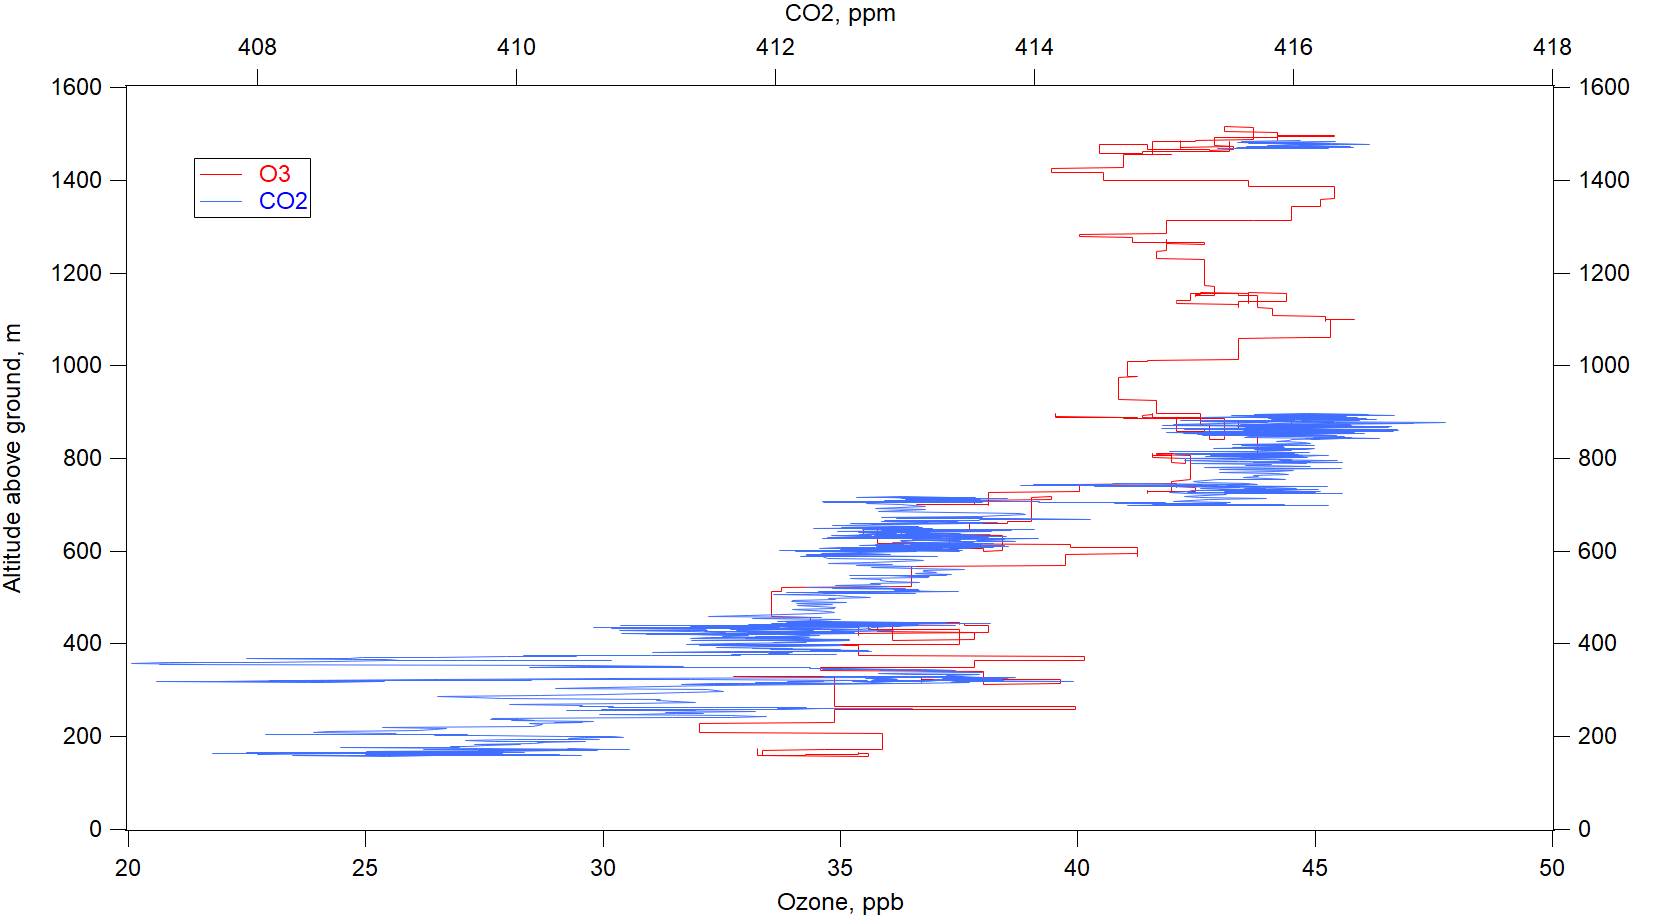 CO2, ppm
408 410 412 414 416 418
1600 1600
1400 1400
1200 1200
1000 1000
800 800
600 600
400 400
200 200
0 0
O3
CO2
Altitude above ground, m
20 25 30 35 40 45 50
Ozone, ppb